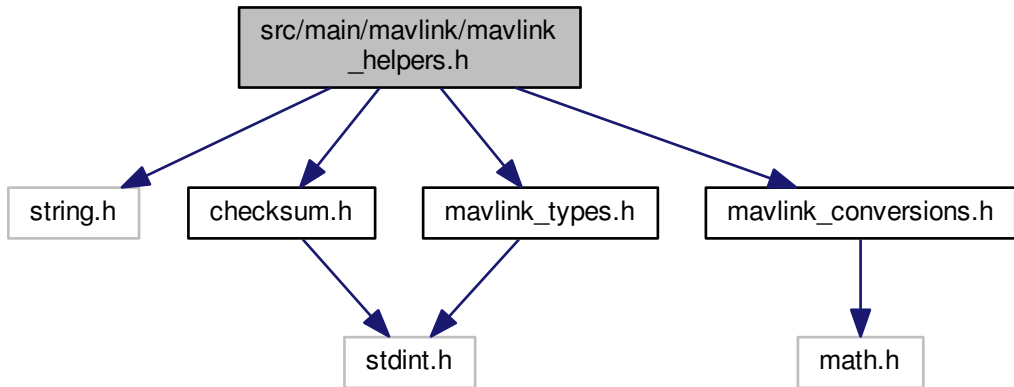 src/main/mavlink/mavlink
_helpers.h
string.h
checksum.h
mavlink_types.h
mavlink_conversions.h
stdint.h
math.h